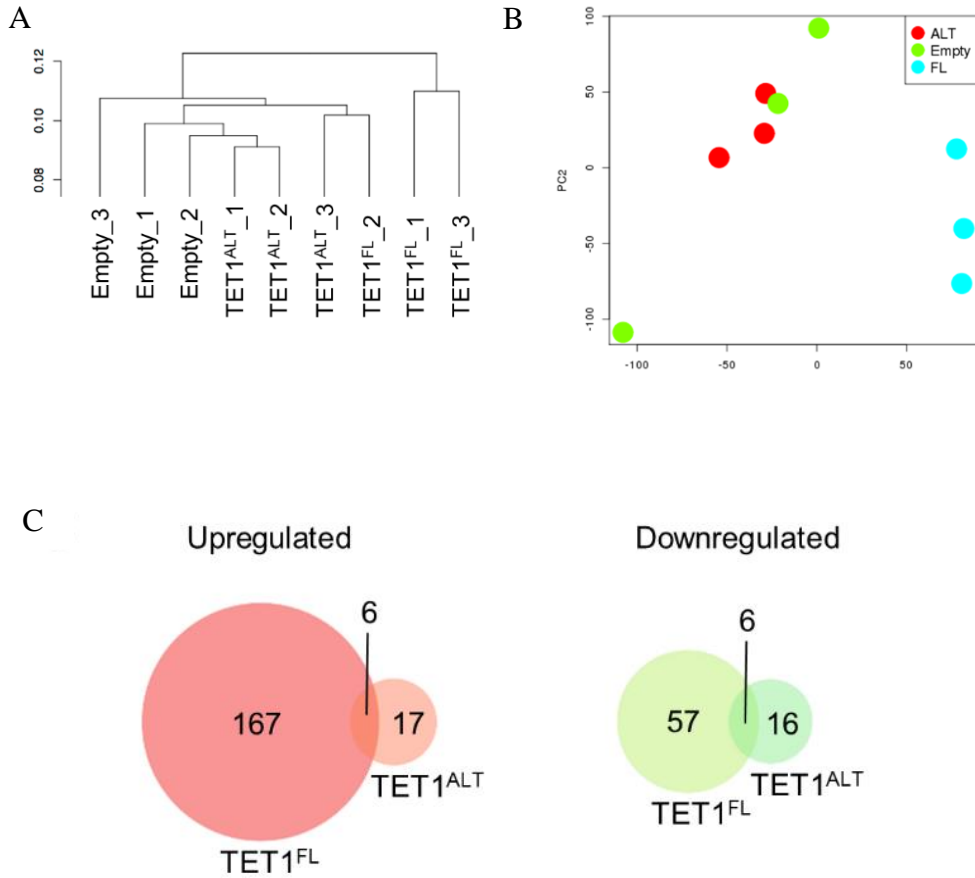 A
0.12
0.10
0.08
Empty_3
Empty_1
Empty_2
TET1ALT_1
TET1ALT_2
TET1ALT_3
TET1FL_2
TET1FL_1
TET1FL_3
B
ALT
Empty
FL
PC2
100
50
0
-50
-100
-100
-50
0
50
C
Upregulated
6
167
17
TET1ALT
TET1FL
Downregulated
6
57
16
TET1ALT
TET1FL